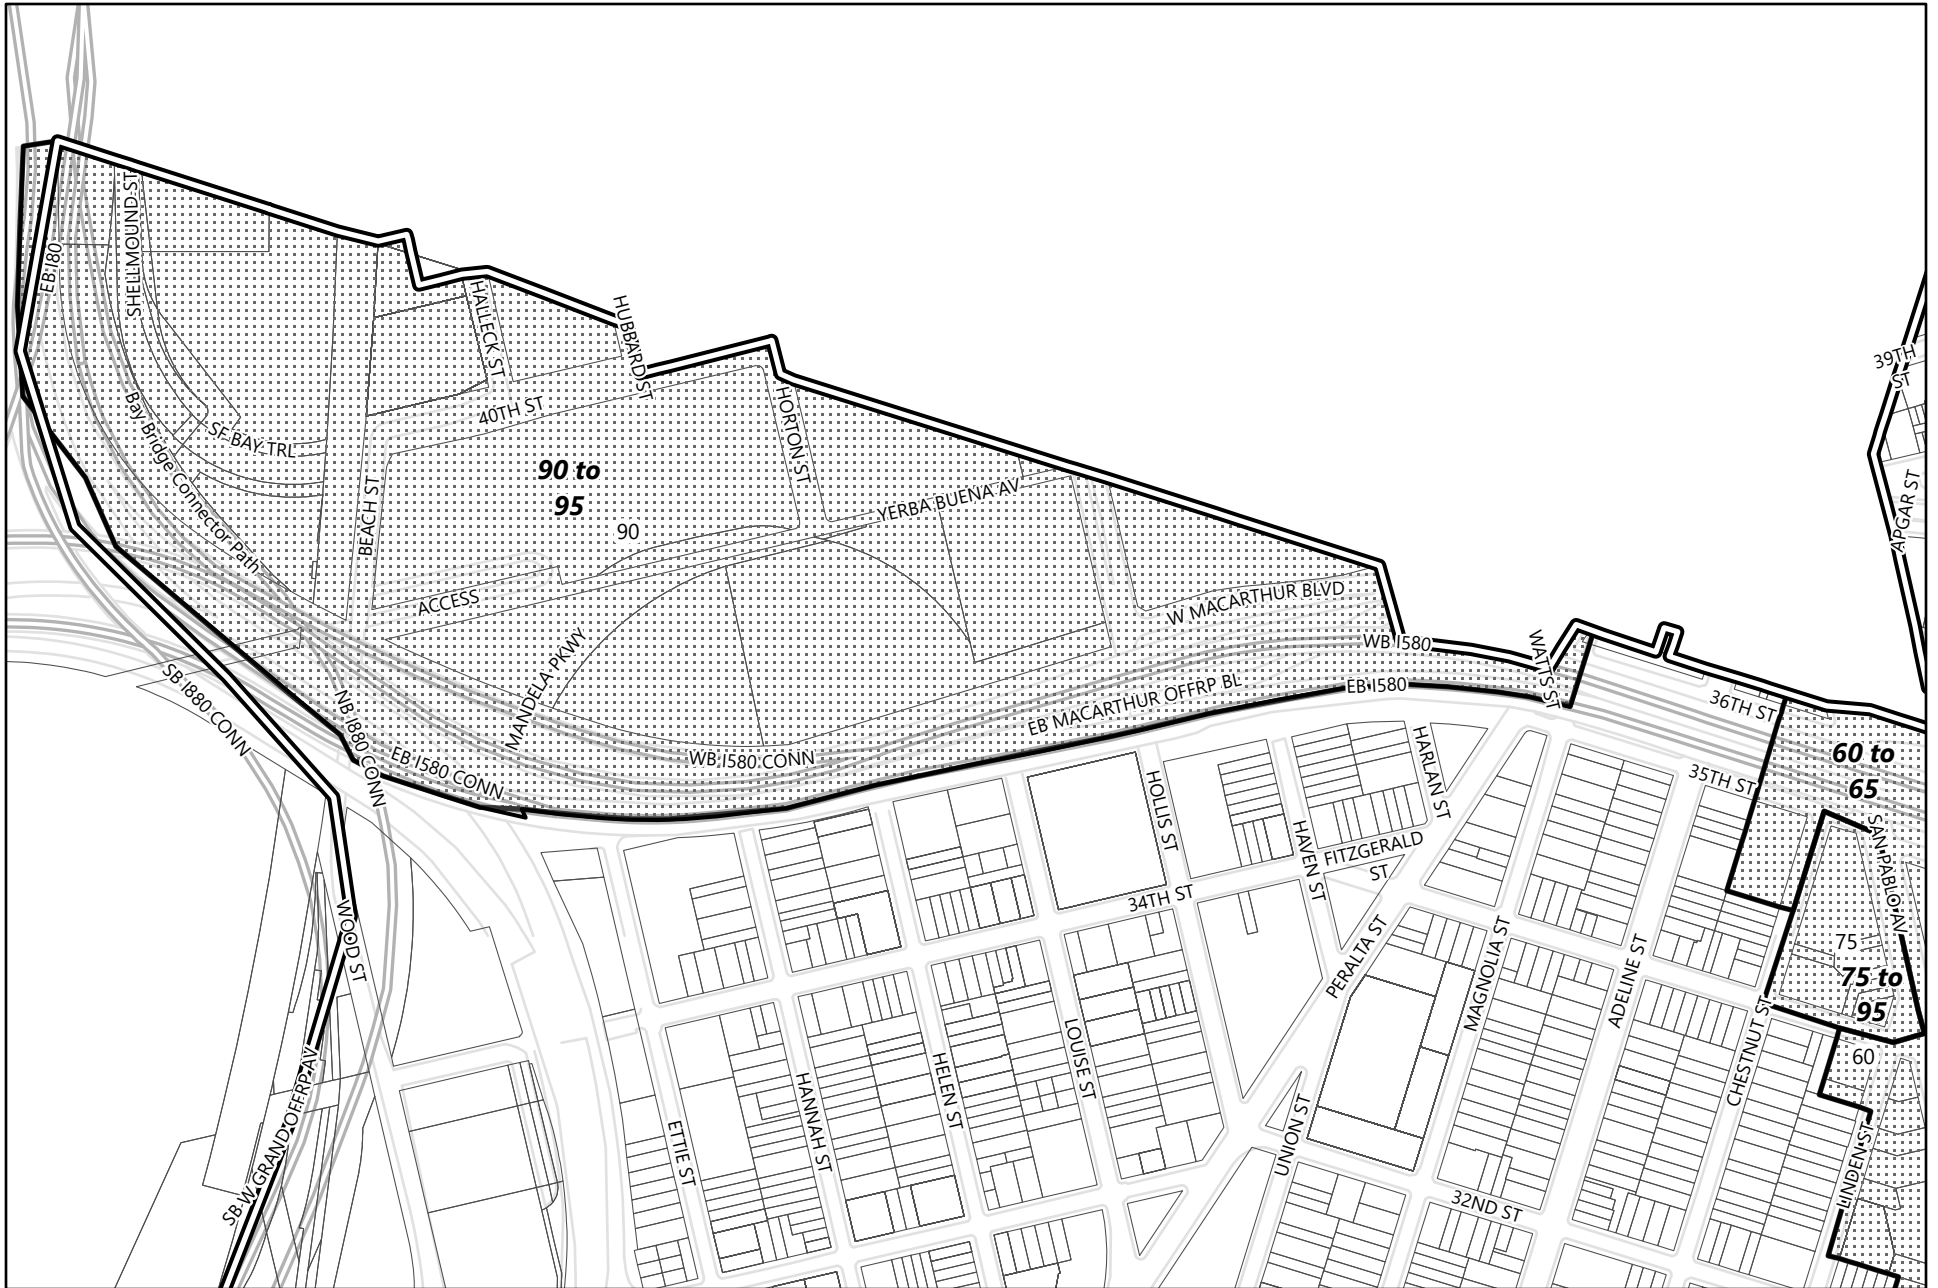 SHELLMOUND ST
EB I80
HALLECK ST
HUBBARD ST
39TH
ST
Bay Bridge Connector Path
SF BAY TRL
40TH ST
HORTON ST
90 to
95
90
BEACH ST
YERBA BUENA AV
APGAR ST
ACCESS
W MACARTHUR BLVD
MANDELA PKWY
WB I580
WATTS ST
SB I880 CONN
NB I880 CONN
EB I580 CONN
WB I580 CONN
EB MACARTHUR OFFRP BL
EB I580
36TH ST
35TH ST
60 to
65
SAN PABLO AV
HARLAN ST
HOLLIS ST
HAVEN ST
FITZGERALD
ST
34TH ST
WOOD ST
PERALTA ST
MAGNOLIA ST
ADELINE ST
75
75 to
95
CHESTNUT ST
60
LOUISE ST
HELEN ST
HANNAH ST
ETTIE ST
UNION ST
SB W GRAND OFFRP AV
32ND ST
LINDEN ST